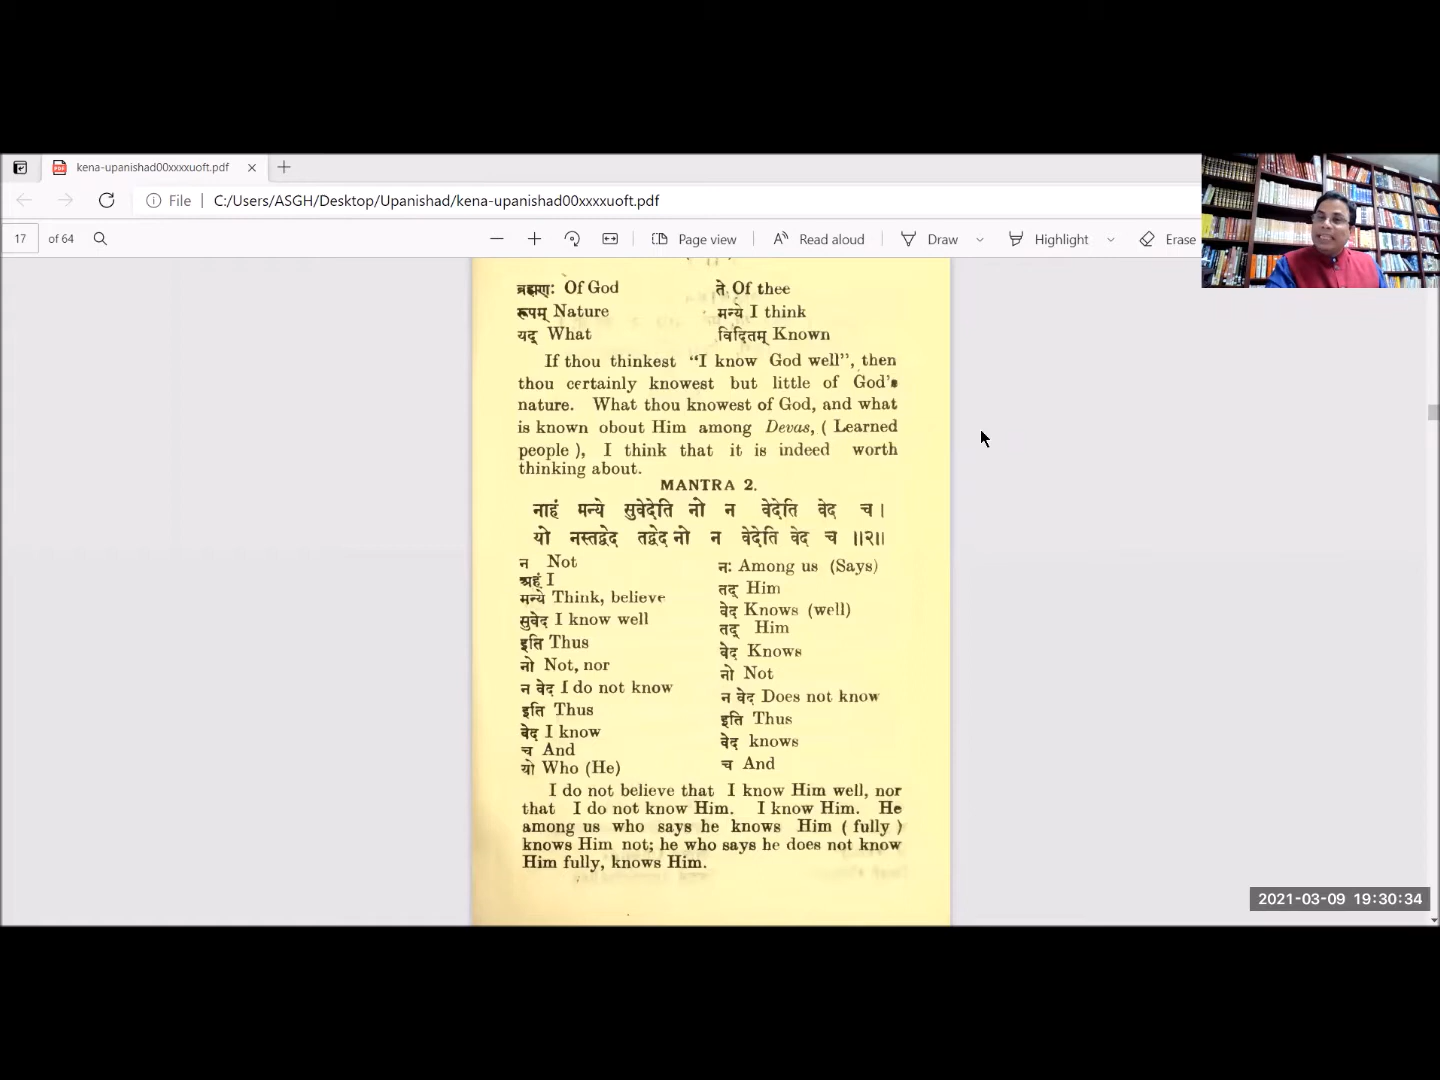 kena-upanishad00xxxxuoft.pdf
File | C:/Users/ASGH/Desktop/Upanishad/kena-upanishad00xxxxuoft.pdf
17 of 64 Page view Read aloud Draw Highlight Erase
ब्रह्मण: Of God
रूपम् Nature
यद् What
ते Of thee
मन्ये I think
विदितम् Known
If thou thinkest “I know God well”, then
thou certainly knowest but little of God's
nature. What thou knowest of God, and what
is known obout Him among Devas, ( Learned
people ), I think that it is indeed worth
thinking about.
MANTRA 2.
नाहं मन्ये सुवेदेति नो न वेदेति वेद च ।
यो नस्तद्वेद तद्वेद नो न वेदेति वेद च ॥२॥
न Not
अहं I
मन्ये Think, believe
सुवेद I know well
इति Thus
नो Not, nor
न वेद I do not know
इति Thus
वेद I know
च And
यो Who (He)
न: Among us (Says)
तद् Him
वेद Knows (well)
तद् Him
वेद Knows
नो Not
न वेद Does not know
इति Thus
वेद knows
च And
I do not believe that I know Him well, nor
that I do not know Him. I know Him. He
among us who says he knows Him ( fully )
knows Him not; he who says he does not know
Him fully, knows Him.
2021-03-09 19:30:34